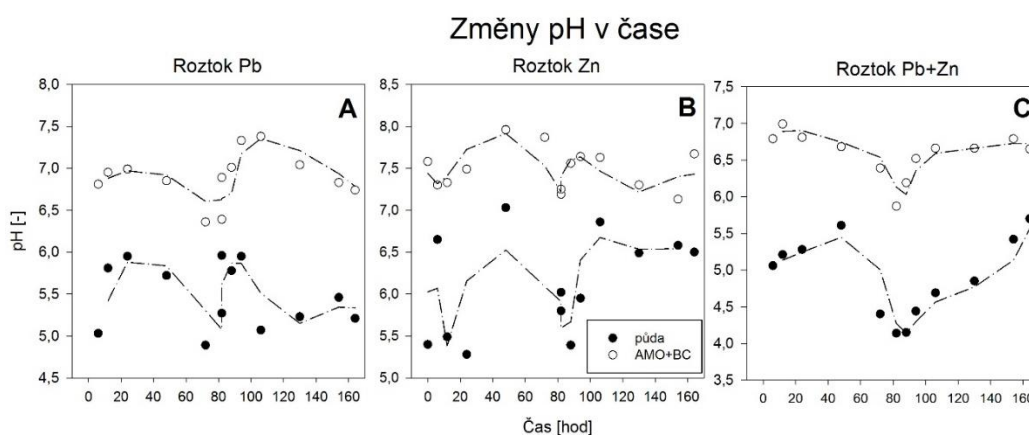 Změny pH v čase
Roztok Pb
Roztok Zn
Roztok Pb+Zn
pH [-]
8,0
7,5
7,0
6,5
6,0
5,5
5,0
4,5
A
0 20 40 60 80 100 120 140 160
8,5
8,0
7,5
7,0
6,5
6,0
5,5
5,0
4,5
B
půda
AMO+BC
0 20 40 60 80 100 120 140 160
7,5
7,0
6,5
6,0
5,5
5,0
4,5
4,0
3,5
C
0 20 40 60 80 100 120 140 160
Čas [hod]